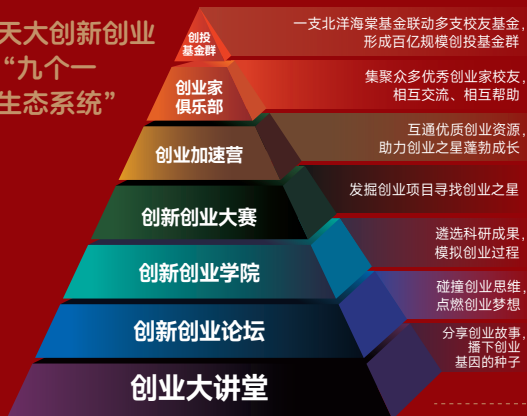 天大创新创业
“九个一
生态系统”
创投
基金群
一支北洋海棠基金联动多支校友基金，
形成百亿规模创投基金群
创业家
俱乐部
集聚众多优秀创业家校友，
相互交流、相互帮助
创业加速营
互通优质创业资源，
助力创业之星蓬勃成长
创新创业大赛
发掘创业项目寻找创业之星
创新创业学院
遴选科研成果，
模拟创业过程
创新创业论坛
碰撞创业思维，
点燃创业梦想
创业大讲堂
分享创业故事，
播下创业
基因的种子